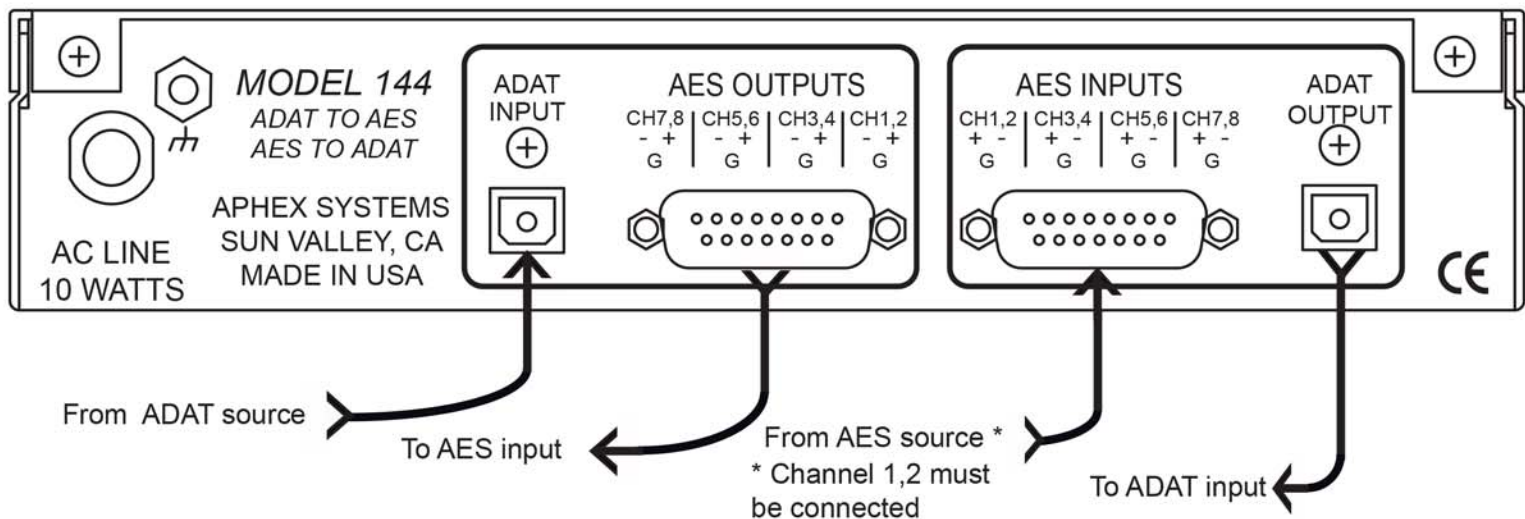 MODEL 144
ADAT TO AES
AES TO ADAT
APHEX SYSTEMS
SUN VALLEY, CA
MADE IN USA
AC LINE
10 WATTS
ADAT
INPUT
AES OUTPUTS
CH7,8 CH5,6 CH3,4 CH1,2
- + - + - + - +
G G G G
AES INPUTS
CH1,2 CH3,4 CH5,6 CH7,8
+ - + - + - + -
G G G G
ADAT
OUTPUT
CE
From ADAT source
To AES input
From AES source *
* Channel 1,2 must
be connected
To ADAT input